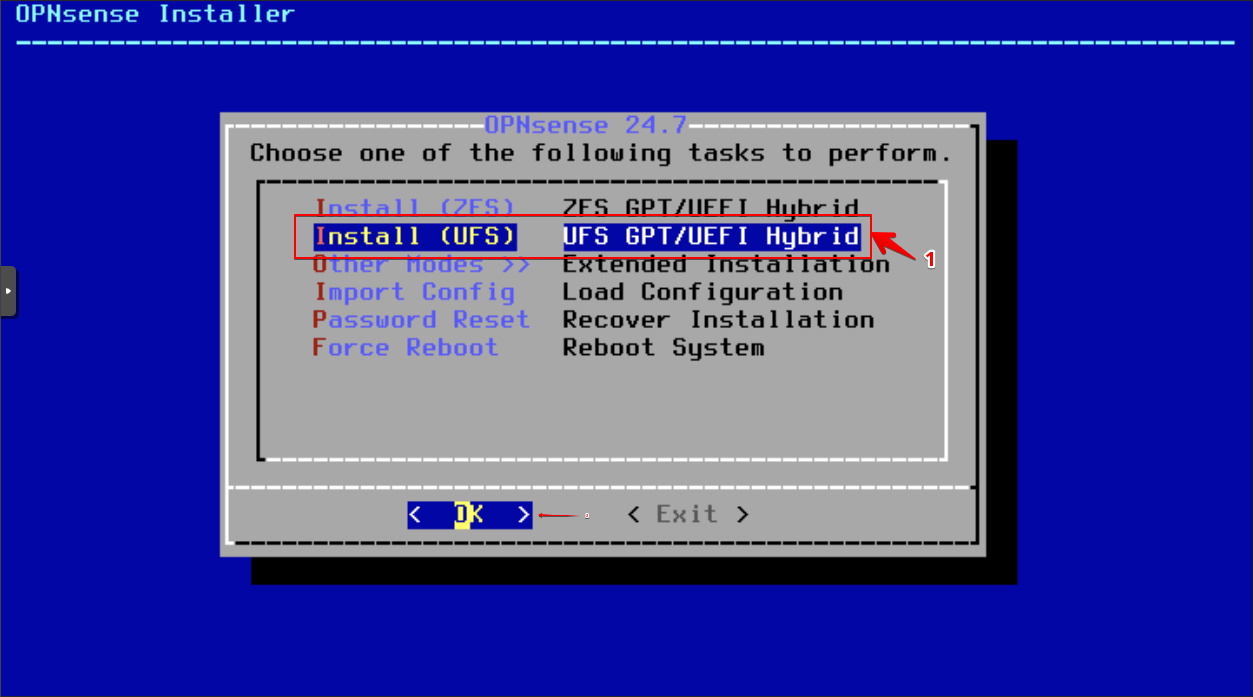 OPNsense Installer
OPNsense 24.7
Choose one of the following tasks to perform.
Install (ZFS) ZFS GPT/UEFI Hybrid
Install (UFS) UFS GPT/UEFI Hybrid
1
Other Modes >> Extended Installation
Import Config Load Configuration
Password Reset Recover Installation
Force Reboot Reboot System
< OK > < Exit >